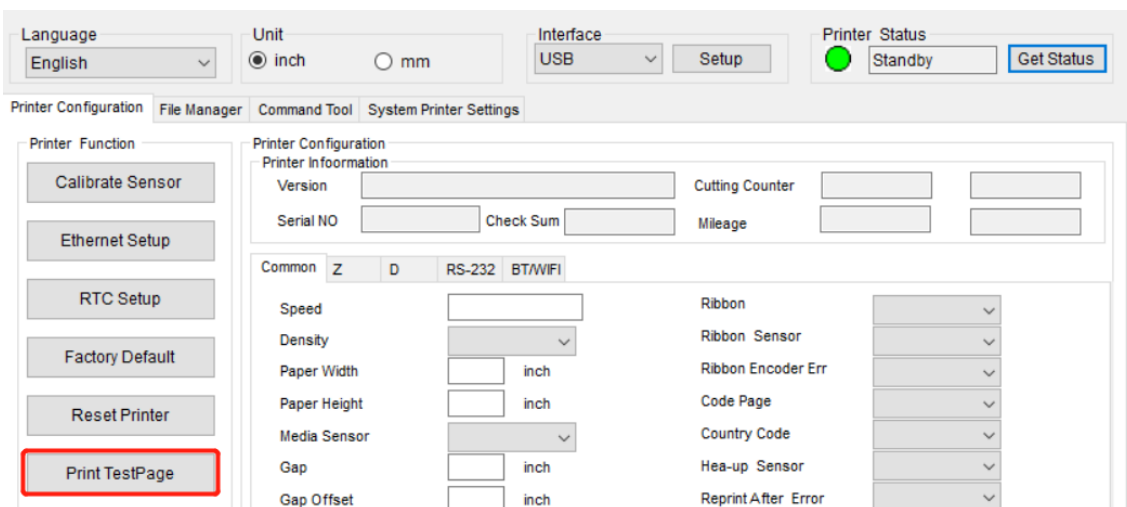 Language
English
Unit
inch
mm
Interface
USB
Setup
Printer Status
Standby
Get Status
Printer Configuration
File Manager
Command Tool
System Printer Settings
Printer Function
Calibrate Sensor
Ethernet Setup
RTC Setup
Factory Default
Reset Printer
Print TestPage
Printer Configuration
Printer Infoormation
Version
Cutting Counter
Serial NO
Check Sum
Mileage
Common
Z
D
RS-232
BT/WIFI
Speed
Density
Paper Width
inch
Paper Height
inch
Media Sensor
Gap
inch
Gap Offset
inch
Ribbon
Ribbon Sensor
Ribbon Encoder Err
Code Page
Country Code
Hea-up Sensor
Reprint After Error